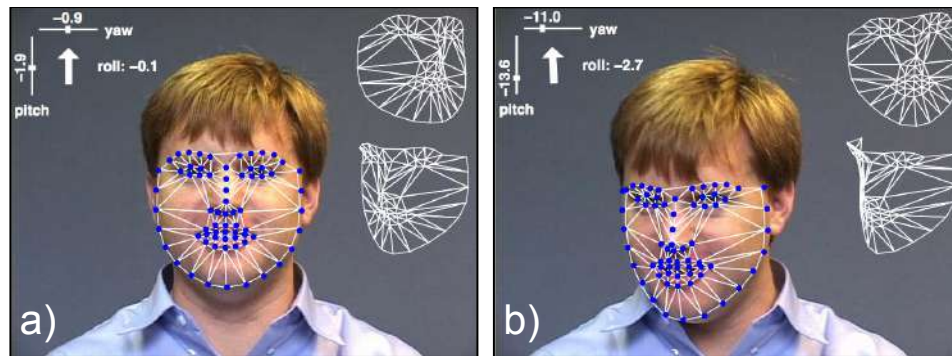 -0.9
yaw
-1.9
roll: -0.1
pitch
a)
-11.0
yaw
-13.6
roll: -2.7
pitch
b)